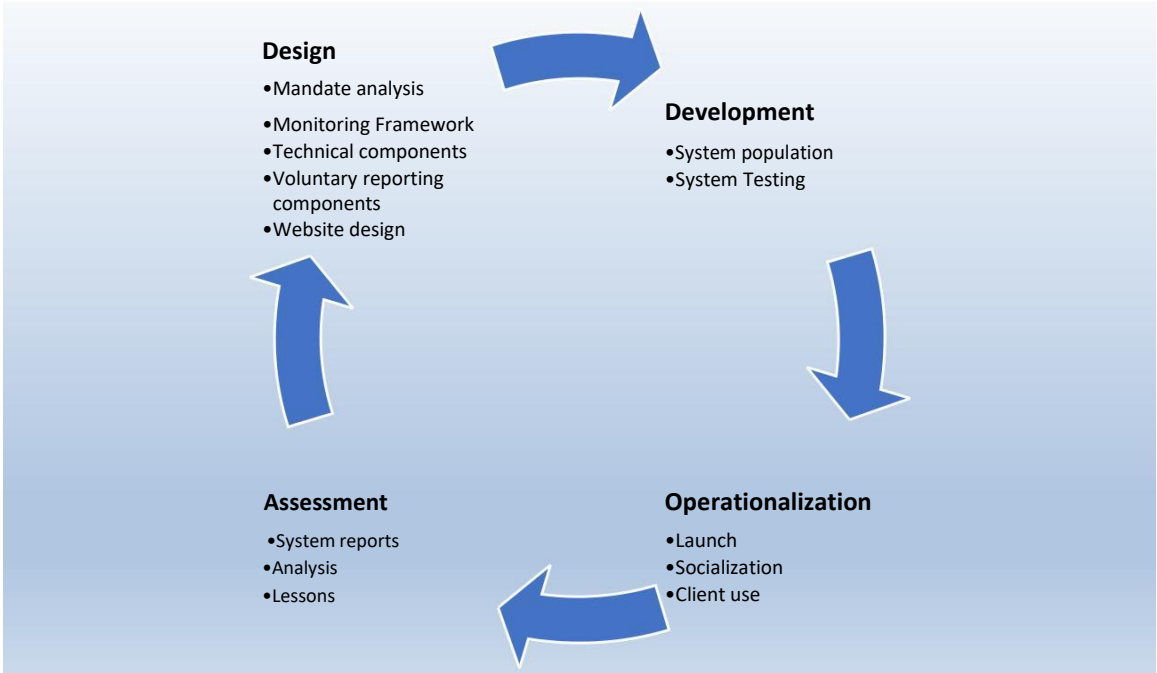 Design
•Mandate analysis
•Monitoring Framework
•Technical components
•Voluntary reporting
components
•Website design
Development
•System population
•System Testing
Operationalization
•Launch
•Socialization
•Client use
Assessment
•System reports
•Analysis
•Lessons